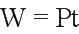 W = Pt